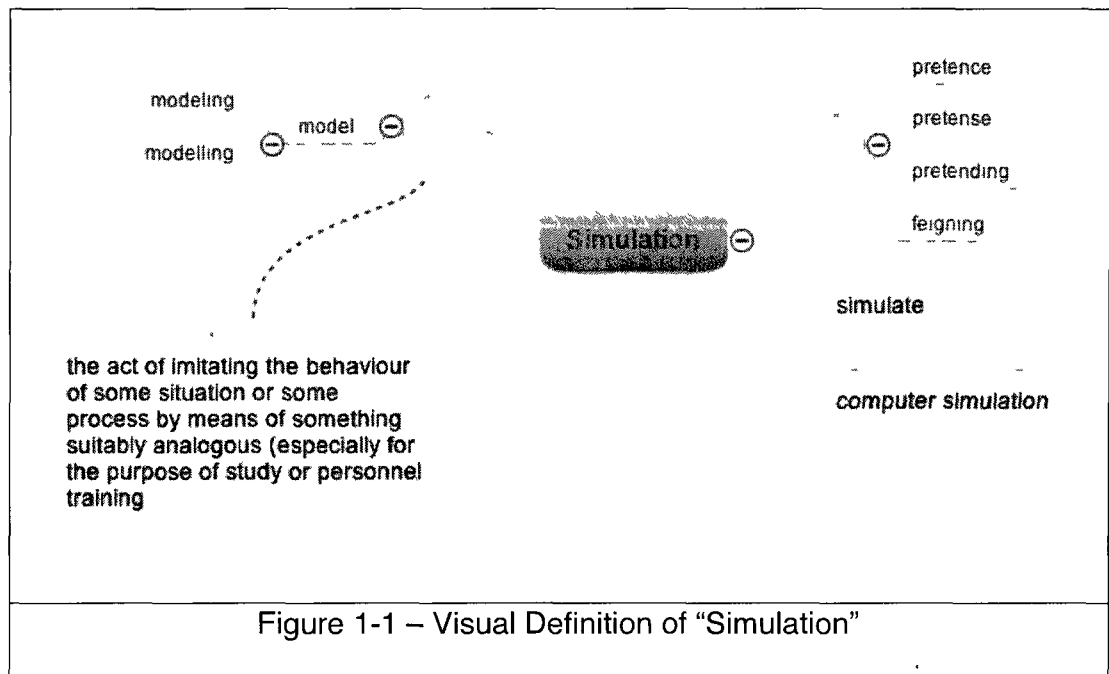 modeling
modelling
model
the act of imitating the behaviour
of some situation or some
process by means of something
suitably analogous (especially for
the purpose of study or personnel
training
Simulation
pretence
pretense
pretending
feigning
simulate
computer simulation
Figure 1-1 – Visual Definition of “Simulation”